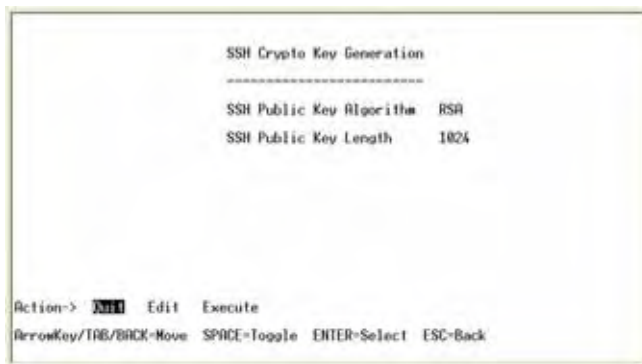 SSH Crypto Key Generation
-------------------------
SSH Public Key Algorithm RSA
SSH Public Key Length 1024
Action-> Quit Edit Execute
ArrowKey/TAB/BACK=Move SPACE=Toggle ENTER=Select ESC=Back